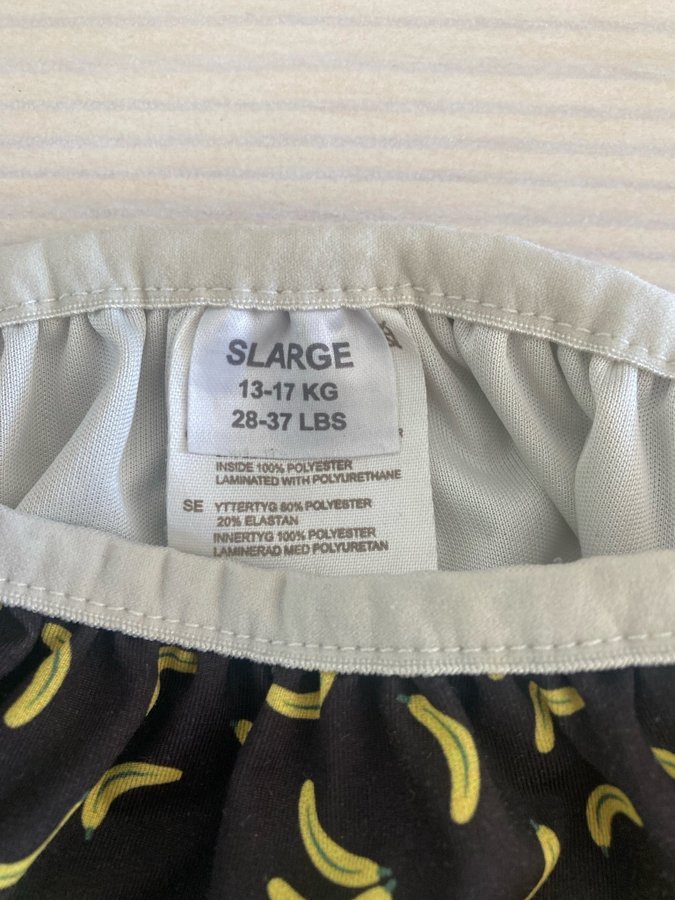 SLARGE
13-17 KG
28-37 LBS
INSIDE 100% POLYESTER
LAMINATED WITH POLYURETHANE
SE YTTERTYG 80% POLYESTER
20% ELASTAN
INNERTYG 100% POLYESTER
LAMINERAD MED POLYURETAN